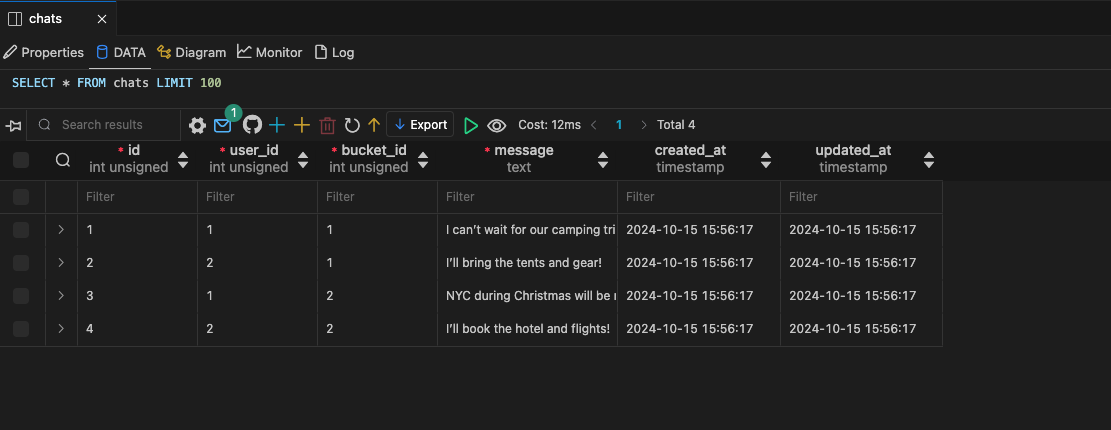 chats
Properties DATA Diagram Monitor Log
SELECT * FROM chats LIMIT 100
Search results 1 Export Cost: 12ms 1 Total 4
* id * user_id * bucket_id * message created_at updated_at
int unsigned int unsigned int unsigned text timestamp timestamp
Filter Filter Filter Filter Filter Filter
1 1 1 I can't wait for our camping tri 2024-10-15 15:56:17 2024-10-15 15:56:17
2 2 1 I'll bring the tents and gear! 2024-10-15 15:56:17 2024-10-15 15:56:17
3 1 2 NYC during Christmas will be 2024-10-15 15:56:17 2024-10-15 15:56:17
4 2 2 I'll book the hotel and flights! 2024-10-15 15:56:17 2024-10-15 15:56:17